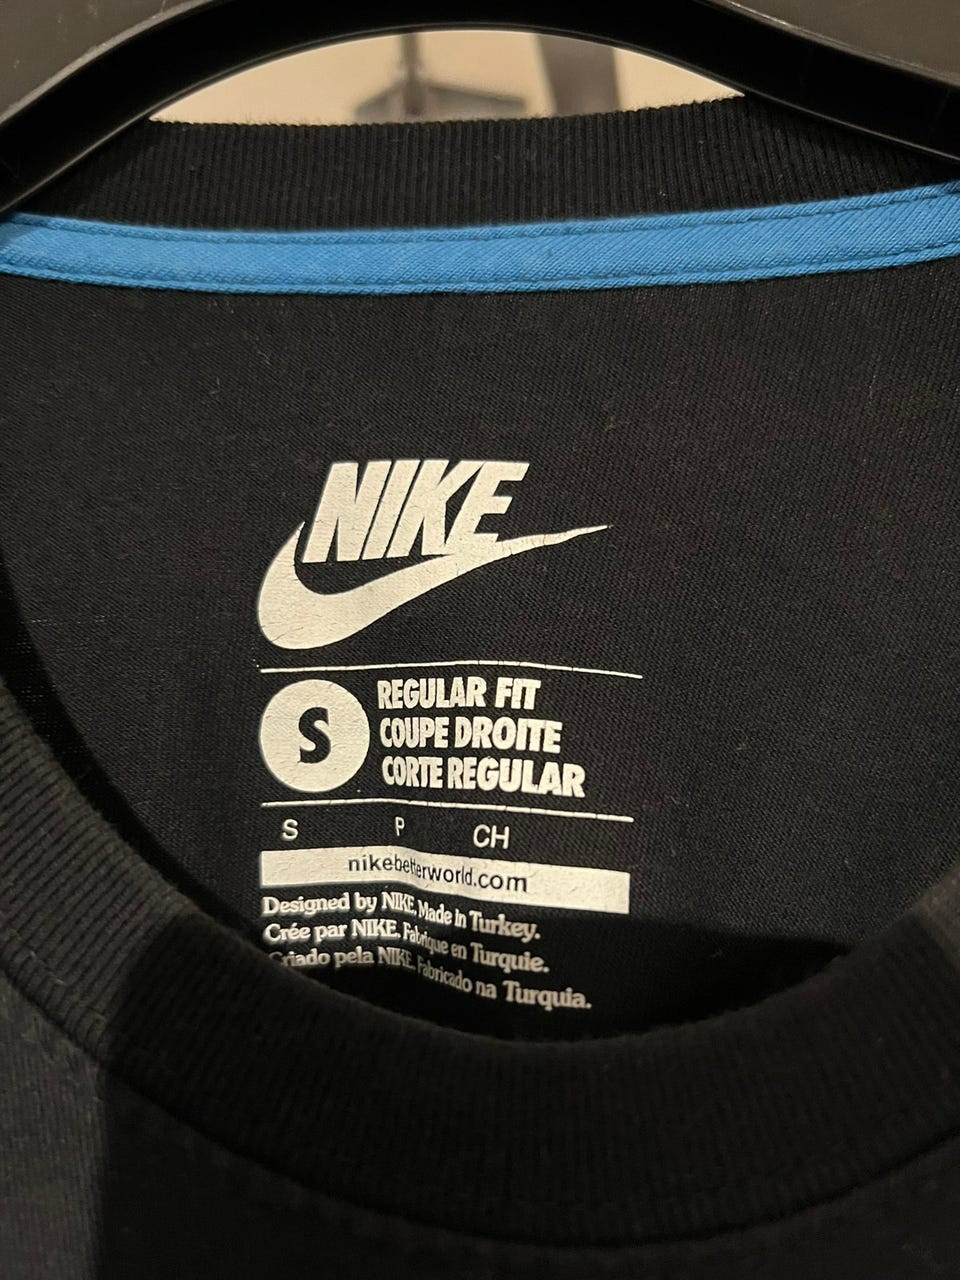 NIKE
S
REGULAR FIT
COUPE DROITE
CORTE REGULAR
S P CH
nikebetterworld.com
Designed by NIKE. Made in Turkey.
Crée par NIKE. Fabrique en Turquie.
Criado pela NIKE. Fabricado na Turquia.